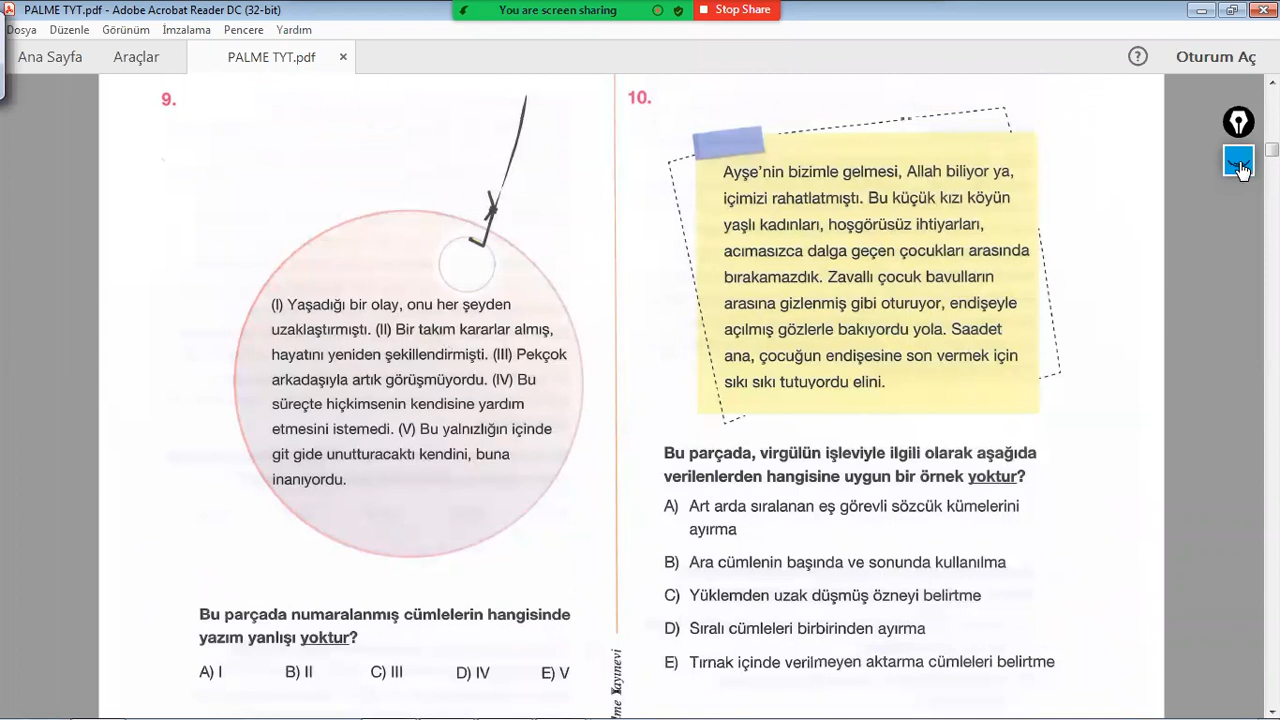 PALME TYT.pdf - Adobe Acrobat Reader DC (32-bit)
You are screen sharing
Stop Share
Dosya Düzenle Görünüm İmzalama Pencere Yardım
Ana Sayfa Araçlar PALME TYT.pdf × ? Oturum Aç
9.
(I) Yaşadığı bir olay, onu her şeyden
uzaklaştırmıştı. (II) Bir takım kararlar almış,
hayatını yeniden şekillendirmişti. (III) Pekçok
arkadaşıyla artık görüşmüyordu. (IV) Bu
süreçte hiçkimsenin kendisine yardım
etmesini istemedi. (V) Bu yalnızlığın içinde
git gide unutturacaktı kendini, buna
inanıyordu.
Bu parçada numaralanmış cümlelerin hangisinde
yazım yanlışı yoktur?
A) I B) II C) III D) IV E) V
10.
Ayşe'nin bizimle gelmesi, Allah biliyor ya,
içimizi rahatlatmıştı. Bu küçük kızı köyün
yaşlı kadınları, hoşgörüsüz ihtiyarları,
acımasızca dalga geçen çocukları arasında
bırakamazdık. Zavallı çocuk bavulların
arasına gizlenmiş gibi oturuyor, endişeyle
açılmış gözlerle bakıyordu yola. Saadet
ana, çocuğun endişesine son vermek için
sıkı sıkı tutuyordu elini.
Bu parçada, virgülün işleviyle ilgili olarak aşağıda
verilenlerden hangisine uygun bir örnek yoktur?
A) Art arda sıralanan eş görevli sözcük kümelerini
ayırma
B) Ara cümlenin başında ve sonunda kullanılma
C) Yüklemden uzak düşmüş özneyi belirtme
D) Sıralı cümleleri birbirinden ayırma
E) Tırnak içinde verilmeyen aktarma cümleleri belirtme
Yayınevi